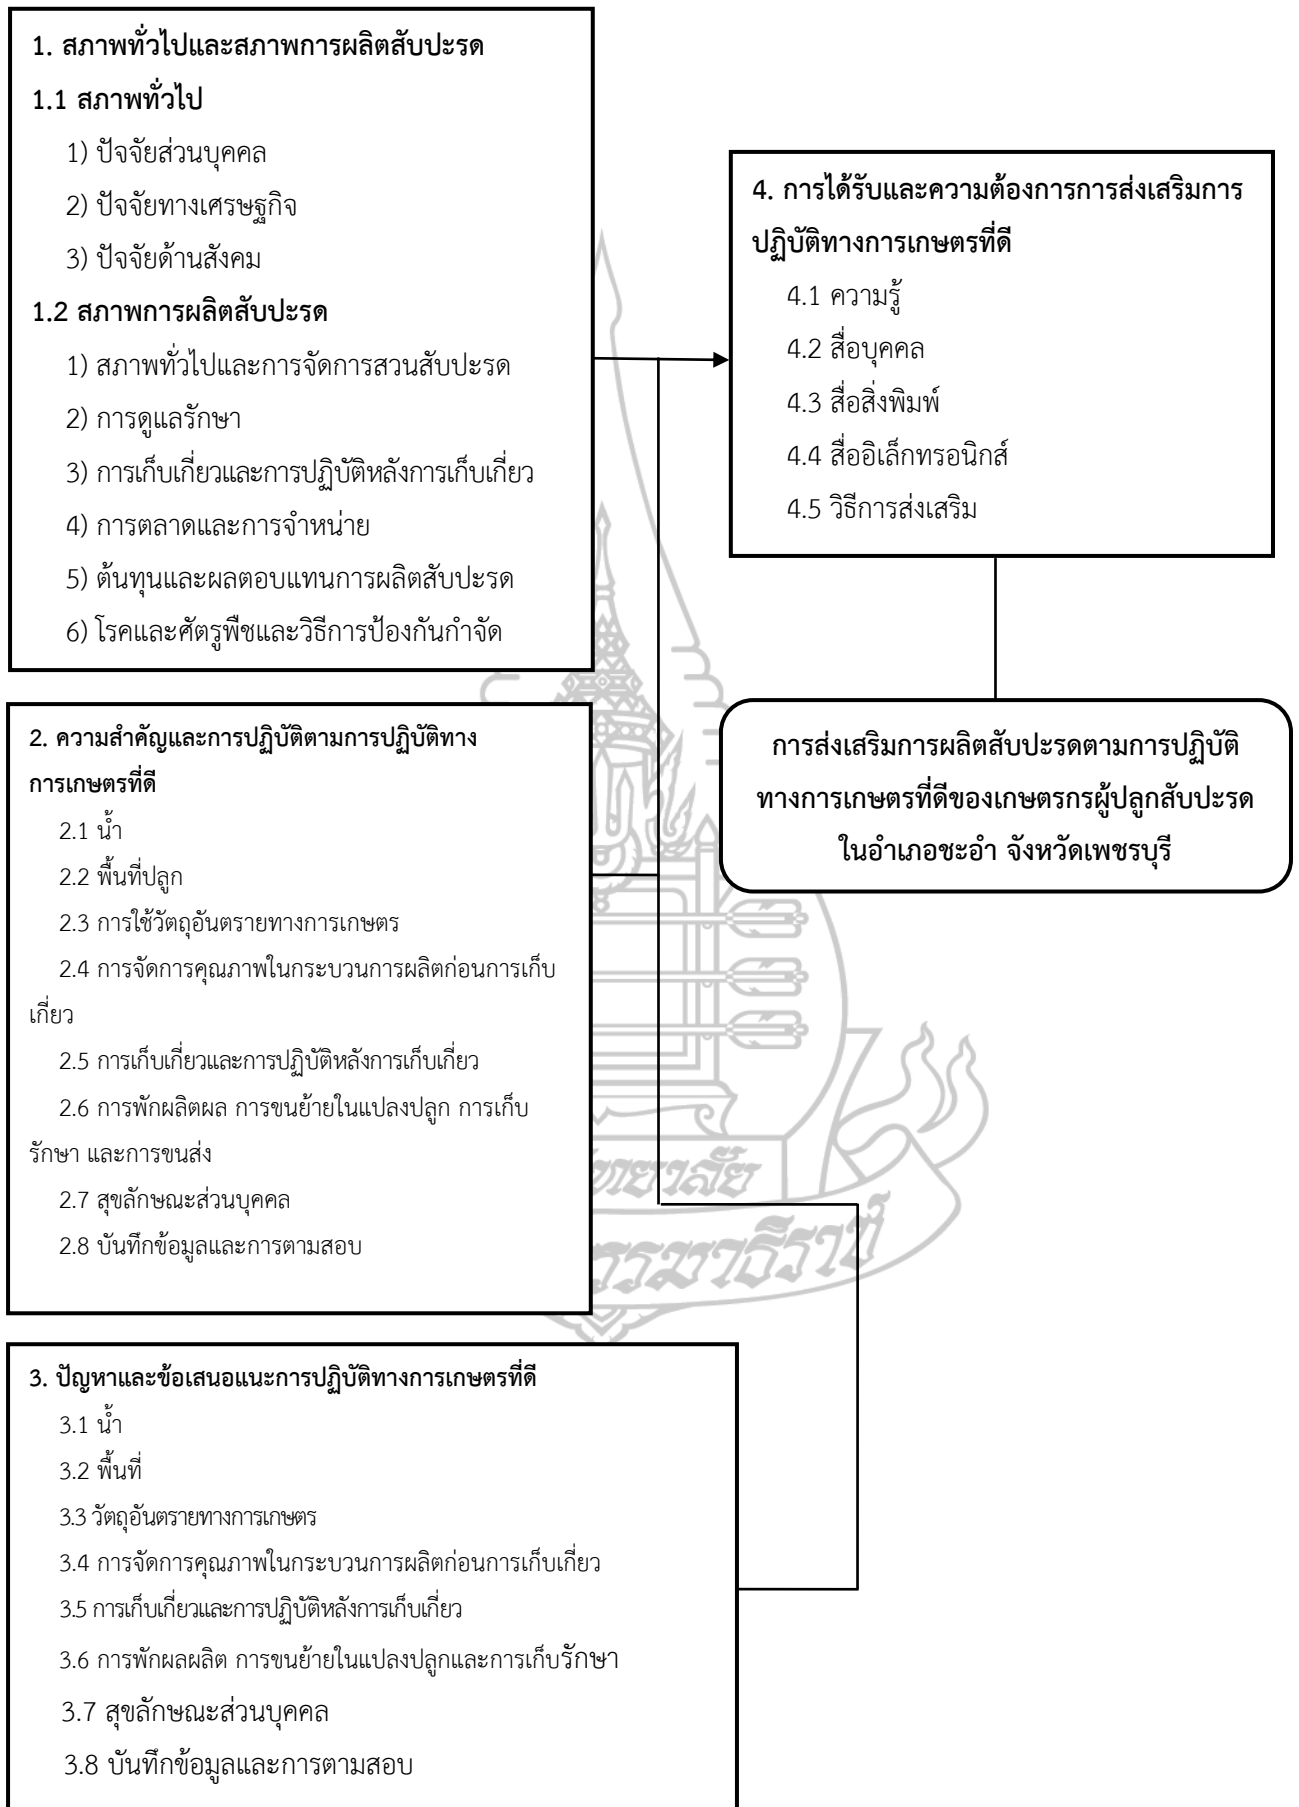 1. สภาพทั่วไปและสภาพการผลิตสับปะรด
1.1 สภาพทั่วไป
1) ปัจจัยส่วนบุคคล
2) ปัจจัยทางเศรษฐกิจ
3) ปัจจัยด้านสังคม
1.2 สภาพการผลิตสับปะรด
1) สภาพทั่วไปและการจัดการสวนสับปะรด
2) การดูแลรักษา
3) การเก็บเกี่ยวและการปฏิบัติหลังการเก็บเกี่ยว
4) การตลาดและการจำหน่าย
5) ต้นทุนและผลตอบแทนการผลิตสับปะรด
6) โรคและศัตรูพืชและวิธีการป้องกันกำจัด
2. ความสำคัญและการปฏิบัติตามการปฏิบัติทาง
การเกษตรที่ดี
2.1 น้ำ
2.2 พื้นที่ปลูก
2.3 การใช้วัตถุอันตรายทางการเกษตร
2.4 การจัดการคุณภาพในกระบวนการผลิตก่อนการเก็บ
เกี่ยว
2.5 การเก็บเกี่ยวและการปฏิบัติหลังการเก็บเกี่ยว
2.6 การพักผลิตผล การขนย้ายในแปลงปลูก การเก็บ
รักษา และการขนส่ง
2.7 สุขลักษณะส่วนบุคคล
2.8 บันทึกข้อมูลและการตามสอบ
3. ปัญหาและข้อเสนอแนะการปฏิบัติทางการเกษตรที่ดี
3.1 น้ำ
3.2 พื้นที่
3.3 วัตถุอันตรายทางการเกษตร
3.4 การจัดการคุณภาพในกระบวนการผลิตก่อนการเก็บเกี่ยว
3.5 การเก็บเกี่ยวและการปฏิบัติหลังการเก็บเกี่ยว
3.6 การพักผลผลิต การขนย้ายในแปลงปลูกและการเก็บรักษา
3.7 สุขลักษณะส่วนบุคคล
3.8 บันทึกข้อมูลและการตามสอบ
4. การได้รับและความต้องการการส่งเสริมการ
ปฏิบัติทางการเกษตรที่ดี
4.1 ความรู้
4.2 สื่อบุคคล
4.3 สื่อสิ่งพิมพ์
4.4 สื่ออิเล็กทรอนิกส์
4.5 วิธีการส่งเสริม
การส่งเสริมการผลิตสับปะรดตามการปฏิบัติ
ทางการเกษตรที่ดีของเกษตรกรผู้ปลูกสับปะรด
ในอำเภอชะอำ จังหวัดเพชรบุรี